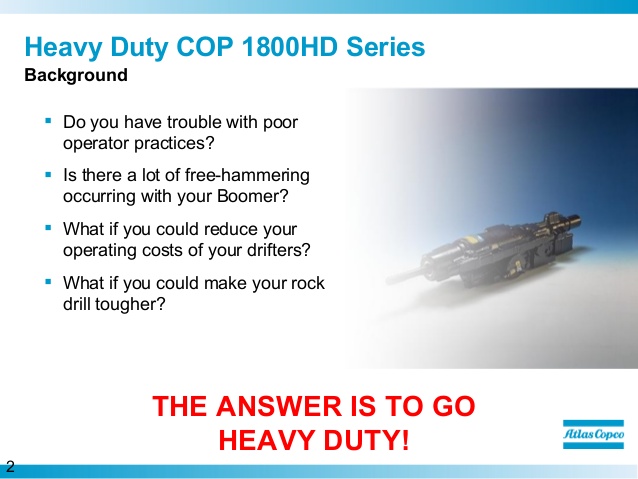 Heavy Duty COP 1800HD Series
Background
▪ Do you have trouble with poor
operator practices?
▪ Is there a lot of free-hammering
occurring with your Boomer?
▪ What if you could reduce your
operating costs of your drifters?
▪ What if you could make your rock
drill tougher?
THE ANSWER IS TO GO
HEAVY DUTY!
Atlas Copco
2